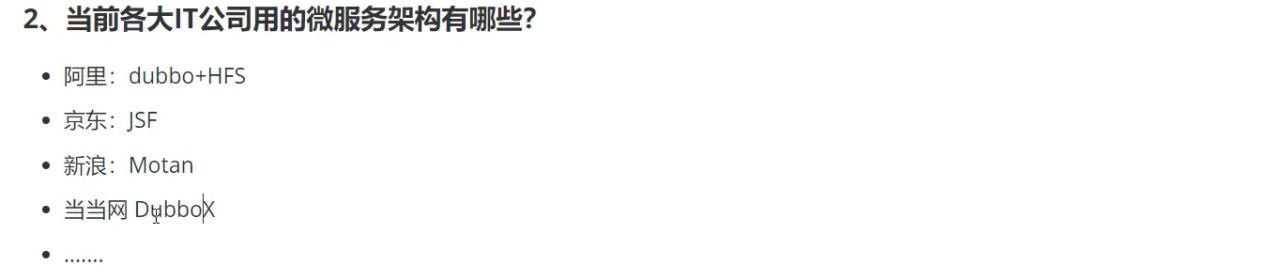 2、当前各大IT公司用的微服务架构有哪些？
• 阿里：dubbo+HFS
• 京东：JSF
• 新浪：Motan
• 当当网 DubboX
• .......